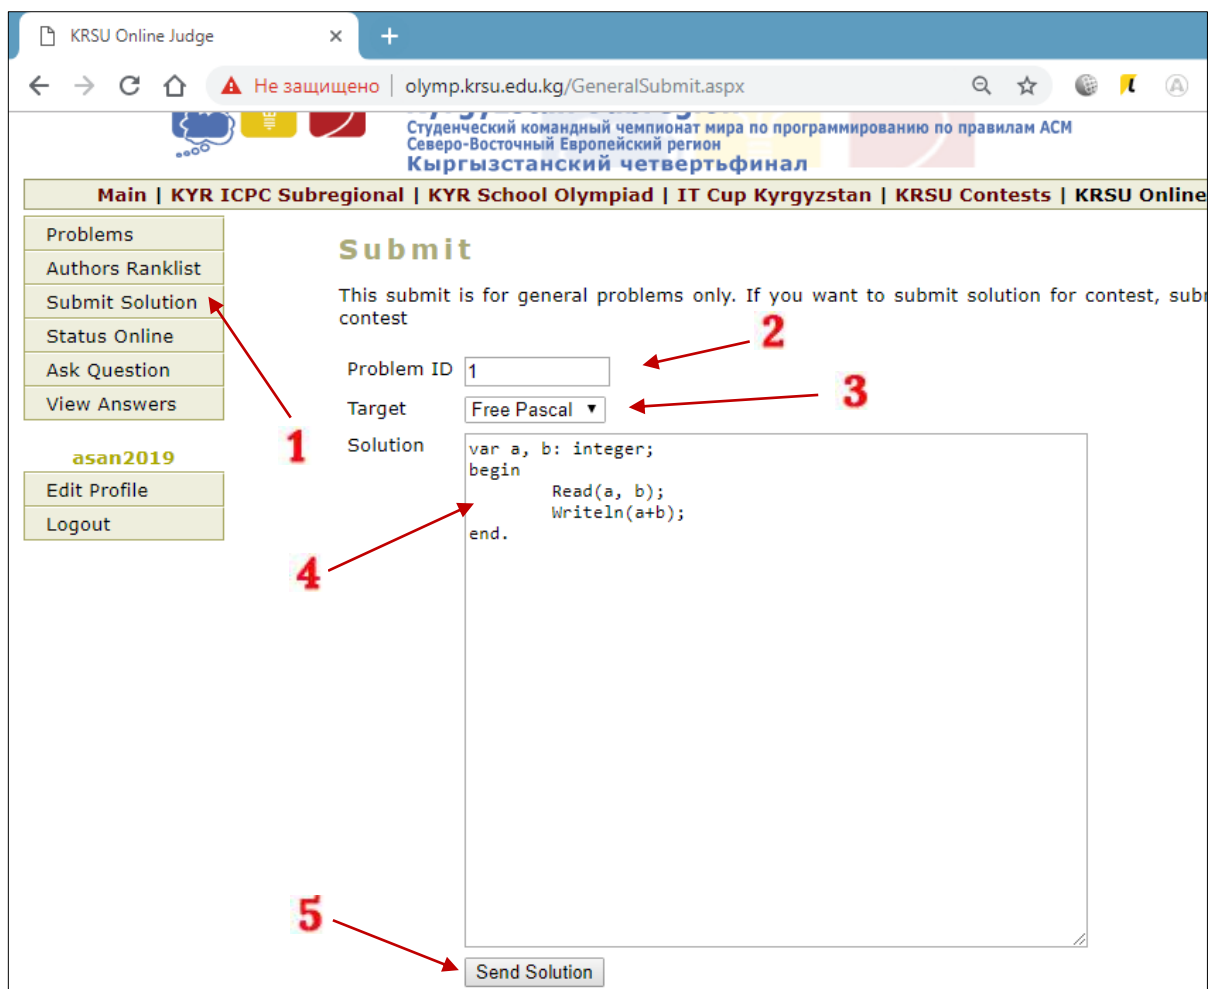 KRSU Online Judge
Не защищено | olymp.krsu.edu.kg/GeneralSubmit.aspx
Студенческий командный чемпионат мира по программированию по правилам ACM
Северо-Восточный Европейский регион
Кыргызстанский четвертьфинал
Main | KYR ICPC Subregional | KYR School Olympiad | IT Cup Kyrgyzstan | KRSU Contests | KRSU Online
Problems
Authors Ranklist
Submit Solution
Status Online
Ask Question
View Answers
asan2019
Edit Profile
Logout
Submit
This submit is for general problems only. If you want to submit solution for contest,
contest
Problem ID 1
Target Free Pascal
Solution
var a, b: integer;
begin
Read(a, b);
Writeln(a+b);
end.
Send Solution
1
2
3
4
5